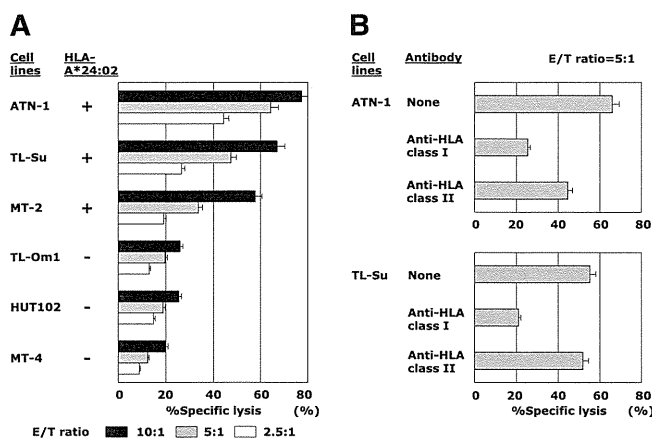 A
Cell lines
HLA-A*24:02
ATN-1 +
TL-Su +
MT-2 +
TL-Om1 -
HUT102 -
MT-4 -
0 20 40 60 80
%Specific lysis (%)
E/T ratio 10:1 5:1 2.5:1
B
Cell lines
Antibody
E/T ratio=5:1
ATN-1 None
Anti-HLA
class I
Anti-HLA
class II
0 20 40 60 80
TL-Su None
Anti-HLA
class I
Anti-HLA
class II
0 20 40 60 80
%Specific lysis (%)